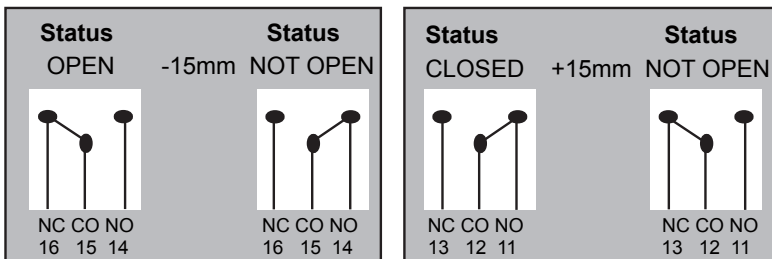 Status Status
OPEN -15mm NOT OPEN
NC CO NO NC CO NO
16 15 14 16 15 14
Status Status
CLOSED +15mm NOT OPEN
NC CO NO NC CO NO
13 12 11 13 12 11